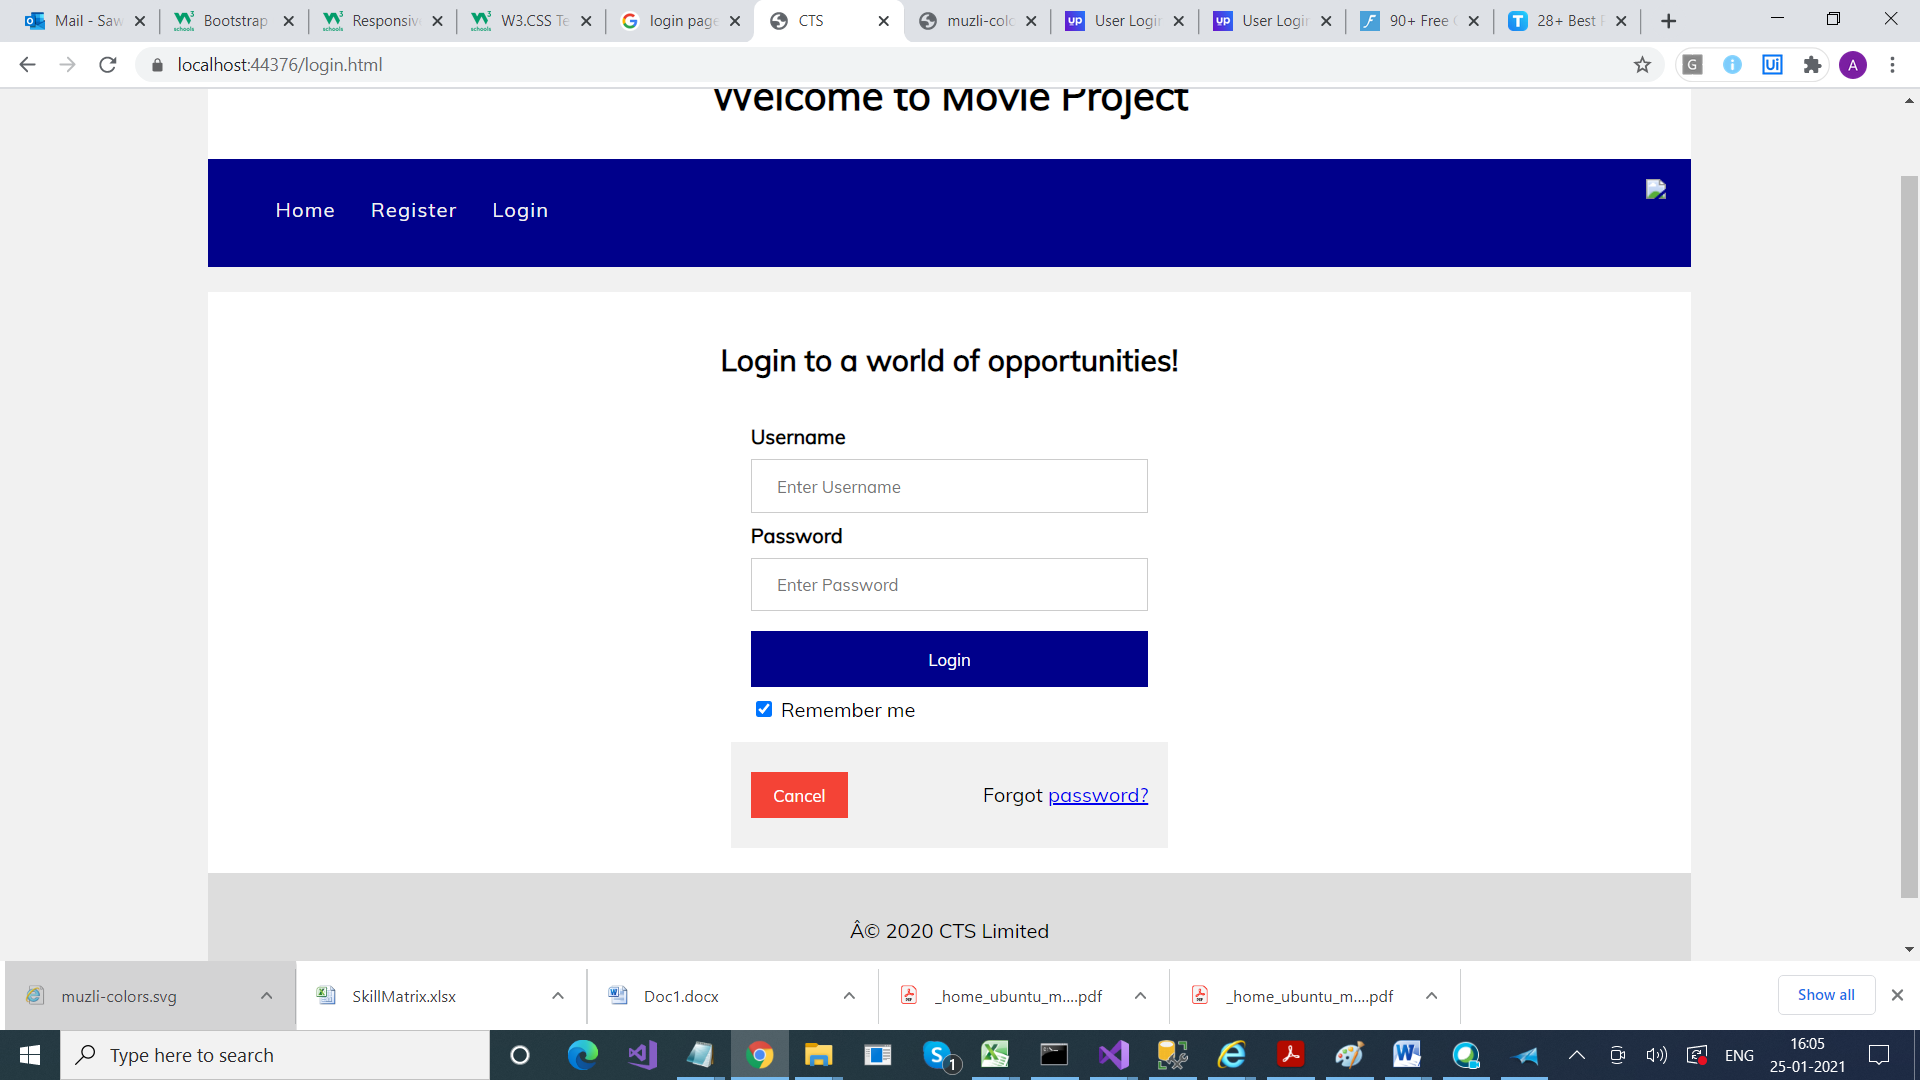 Mail - Saw
Bootstrap
Responsive
W3.CSS Te
login page
CTS
muzli-colo
User Login
User Login
90+ Free
28+ Best
localhost:44376/login.html
G
Ui
A
Welcome to Movie Project
Home Register Login
Login to a world of opportunities!
Username
Enter Username
Password
Enter Password
Login
Remember me
Cancel
Forgot password?
Â© 2020 CTS Limited
muzli-colors.svg
SkillMatrix.xlsx
Doc1.docx
_home_ubuntu_m....pdf
_home_ubuntu_m....pdf
Show all
Type here to search
1
ENG
16:05
25-01-2021